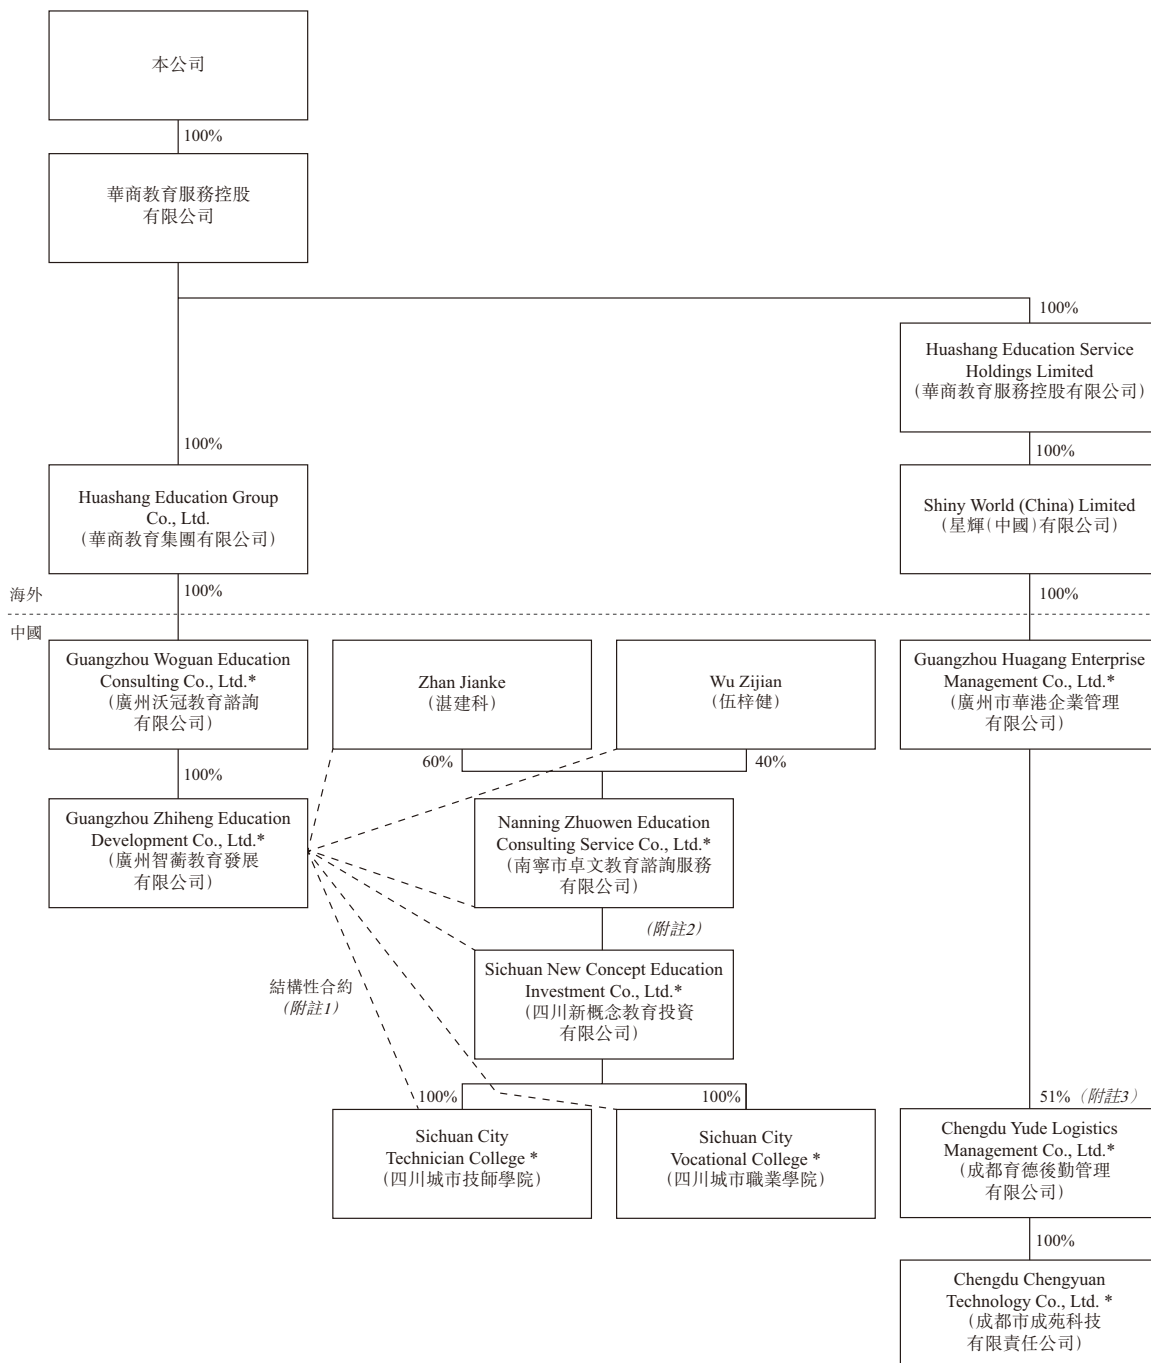 本公司
100%
華商教育服務控股
有限公司
100%
Huashang Education Service
Holdings Limited
(華商教育服務控股有限公司)
100%
100%
Huashang Education Group
Co., Ltd.
(華商教育集團有限公司)
Shiny World (China) Limited
(星輝(中國)有限公司)
100%
100%
海外
中國
Guangzhou Woguan Education
Consulting Co., Ltd.*
(廣州沃冠教育諮詢
有限公司)
Zhan Jianke
(湛建科)
Wu Zijian
(伍梓健)
Guangzhou Huagang Enterprise
Management Co., Ltd.*
(廣州市華港企業管理
有限公司)
60%
40%
100%
Guangzhou Zhiheng Education
Development Co., Ltd.*
(廣州智蘅教育發展
有限公司)
Nanning Zhuowen Education
Consulting Service Co., Ltd.*
(南寧市卓文教育諮詢服務
有限公司)
(附註2)
Sichuan New Concept Education
Investment Co., Ltd.*
(四川新概念教育投資
有限公司)
結構性合約
(附註1)
100%
100%
51% (附註3)
Sichuan City
Technician College *
(四川城市技師學院)
Sichuan City
Vocational College *
(四川城市職業學院)
Chengdu Yude Logistics
Management Co., Ltd.*
(成都育德後勤管理
有限公司)
100%
Chengdu Chengyuan
Technology Co., Ltd. *
(成都市成苑科技
有限責任公司)